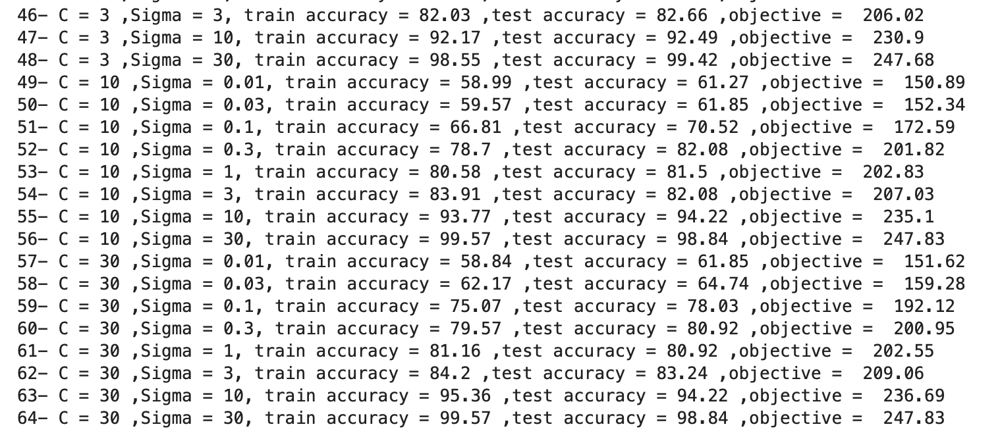 46– C = 3 ,Sigma = 3, train accuracy = 82.03 ,test accuracy = 82.66 ,objective =  206.02
47– C = 3 ,Sigma = 10, train accuracy = 92.17 ,test accuracy = 92.49 ,objective =  230.9
48– C = 3 ,Sigma = 30, train accuracy = 98.55 ,test accuracy = 99.42 ,objective =  247.68
49– C = 10 ,Sigma = 0.01, train accuracy = 58.99 ,test accuracy = 61.27 ,objective =  150.89
50– C = 10 ,Sigma = 0.03, train accuracy = 59.57 ,test accuracy = 61.85 ,objective =  152.34
51– C = 10 ,Sigma = 0.1, train accuracy = 66.81 ,test accuracy = 70.52 ,objective =  172.59
52– C = 10 ,Sigma = 0.3, train accuracy = 78.7 ,test accuracy = 82.08 ,objective =  201.82
53– C = 10 ,Sigma = 1, train accuracy = 80.58 ,test accuracy = 81.5 ,objective =  202.83
54– C = 10 ,Sigma = 3, train accuracy = 83.91 ,test accuracy = 82.08 ,objective =  207.03
55– C = 10 ,Sigma = 10, train accuracy = 93.77 ,test accuracy = 94.22 ,objective =  235.1
56– C = 10 ,Sigma = 30, train accuracy = 99.57 ,test accuracy = 98.84 ,objective =  247.83
57– C = 30 ,Sigma = 0.01, train accuracy = 58.84 ,test accuracy = 61.85 ,objective =  151.62
58– C = 30 ,Sigma = 0.03, train accuracy = 62.17 ,test accuracy = 64.74 ,objective =  159.28
59– C = 30 ,Sigma = 0.1, train accuracy = 75.07 ,test accuracy = 78.03 ,objective =  192.12
60– C = 30 ,Sigma = 0.3, train accuracy = 79.57 ,test accuracy = 80.92 ,objective =  200.95
61– C = 30 ,Sigma = 1, train accuracy = 81.16 ,test accuracy = 80.92 ,objective =  202.55
62– C = 30 ,Sigma = 3, train accuracy = 84.2 ,test accuracy = 83.24 ,objective =  209.06
63– C = 30 ,Sigma = 10, train accuracy = 95.36 ,test accuracy = 94.22 ,objective =  236.69
64– C = 30 ,Sigma = 30, train accuracy = 99.57 ,test accuracy = 98.84 ,objective =  247.83